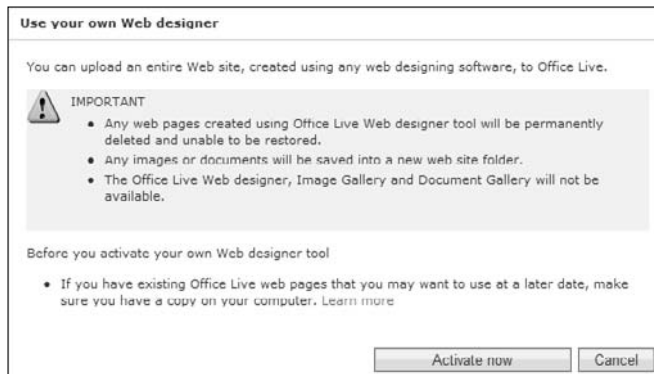 Use your own Web designer
You can upload an entire Web site, created using any web designing software, to Office Live.
IMPORTANT
• Any web pages created using Office Live Web designer tool will be permanently
deleted and unable to be restored.
• Any images or documents will be saved into a new web site folder.
• The Office Live Web designer, Image Gallery and Document Gallery will not be
available.
Before you activate your own Web designer tool
• If you have existing Office Live web pages that you may want to use at a later date, make
sure you have a copy on your computer. Learn more
Activate now Cancel